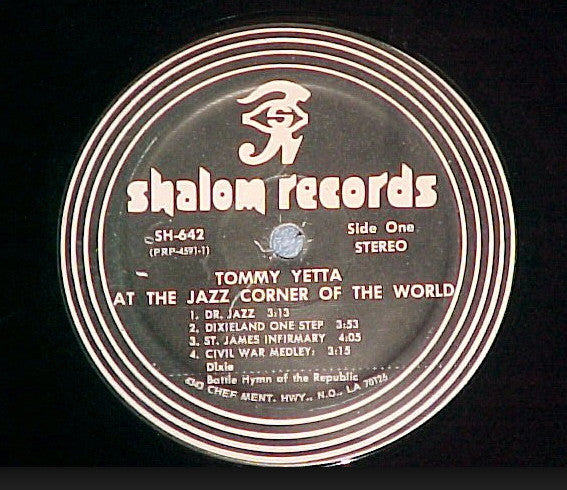 S
shalom records
SH-642
(PRP-4591-1)
Side One
STEREO
TOMMY YETTA
AT THE JAZZ CORNER OF THE WORLD
1. DR. JAZZ 3:13
2. DIXIELAND ONE STEP 3:53
3. ST. JAMES INFIRMARY 4:05
4. CIVIL WAR MEDLEY: 3:15
Dixie
Battle Hymn of the Republic
CHEF MENT. HWY., N.O., LA 70126